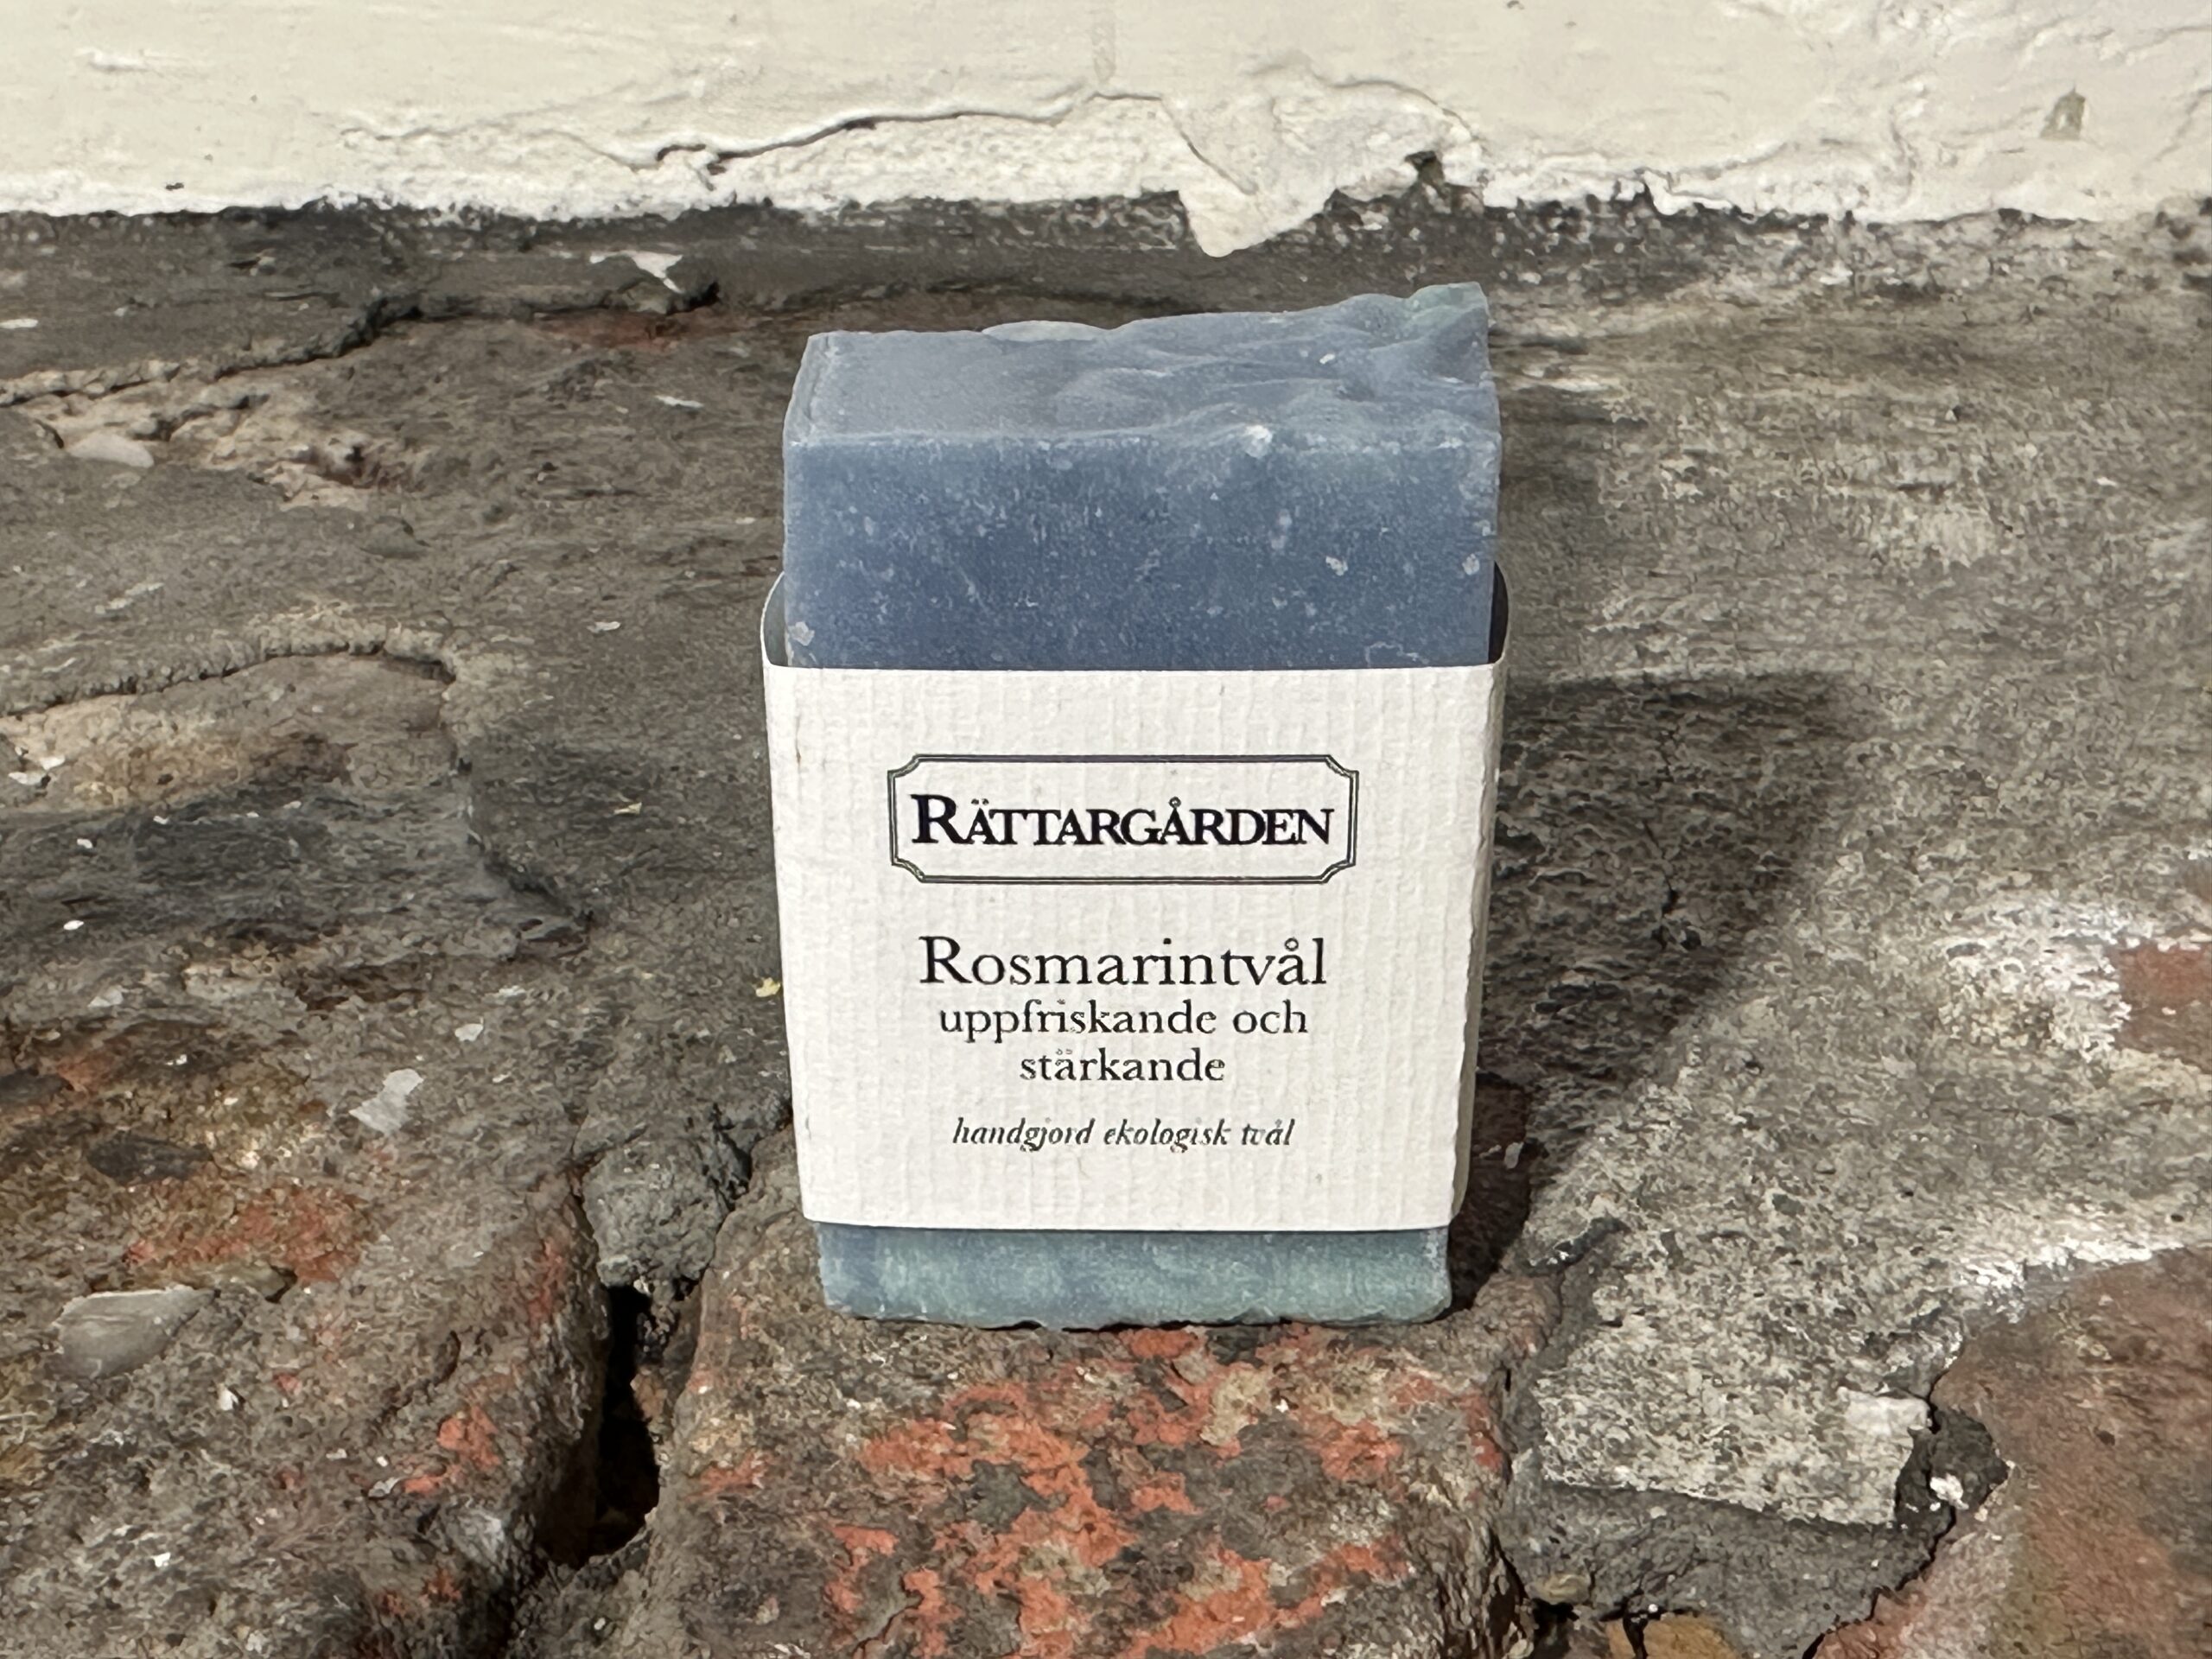 RÄTTARGÅRDEN
Rosmarintvål
uppfriskande och
stärkande
handgjord ekologisk tvål